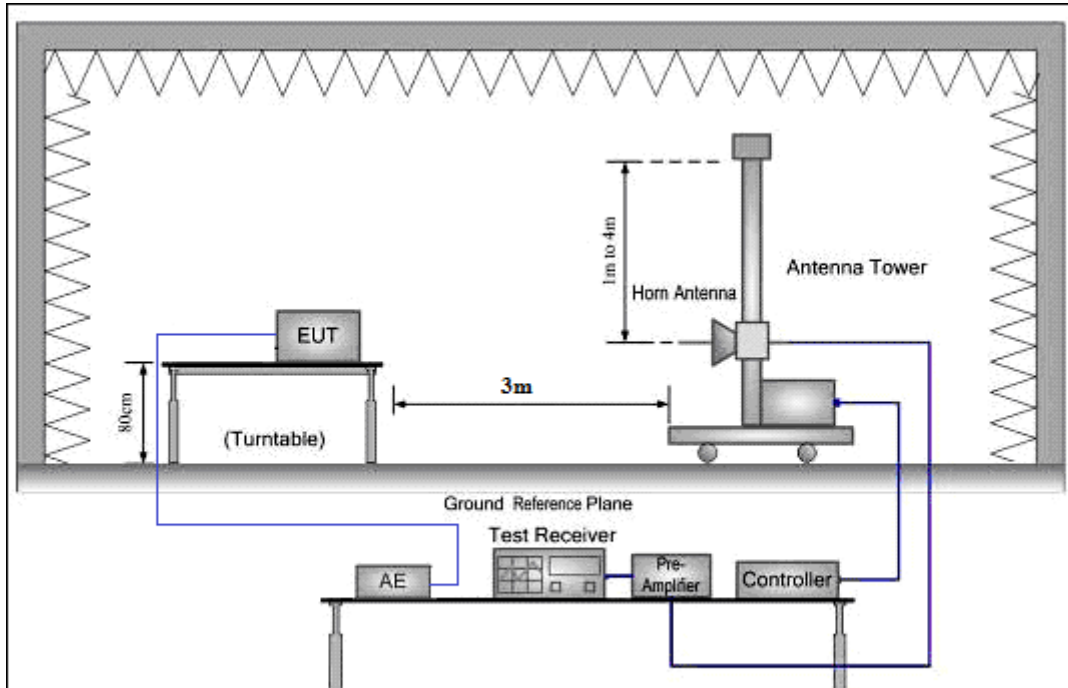 1m to 4m
Antenna Tower
Horn Antenna
EUT
3m
80cm
(Turntable)
Ground Reference Plane
Test Receiver
AE
Pre-
Amplifier
Controller